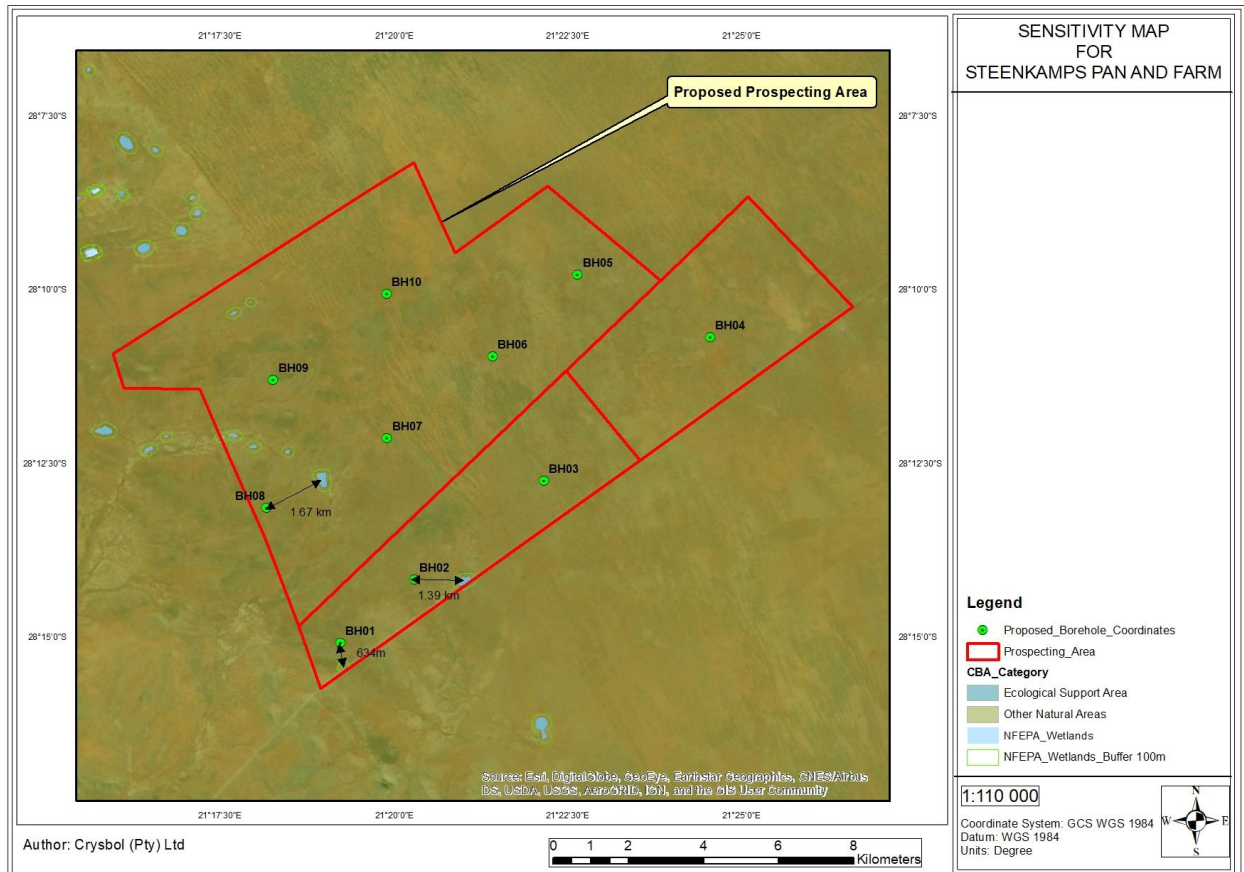 SENSITIVITY MAP
FOR
STEENKAMPS PAN AND FARM
21°17'30"E
21°20'0"E
21°22'30"E
21°25'0"E
Proposed Prospecting Area
28°7'30"S
28°7'30"S
BH05
BH10
28°10'0"S
28°10'0"S
BH04
BH06
BH09
BH07
28°12'30"S
28°12'30"S
BH03
BH08
1.67 km
BH02
1.39 km
BH01
28°15'0"S
28°15'0"S
634m
Source: Esri, DigitalGlobe, GeoEye, Earthstar Geographics, CNES/Airbus
DS, USDA, USGS, AeroGRID, IGN, and the GIS User Community
21°17'30"E
21°20'0"E
21°22'30"E
21°25'0"E
Legend
Proposed_Borehole_Coordinates
Prospecting_Area
CBA_Category
Ecological Support Area
Other Natural Areas
NFEPA_Wetlands
NFEPA_Wetlands_Buffer 100m
1:110 000
Coordinate System: GCS WGS 1984
Datum: WGS 1984
Units: Degree
N
W
E
S
Author: Crysbol (Pty) Ltd
0 1 2 4 6 8
Kilometers